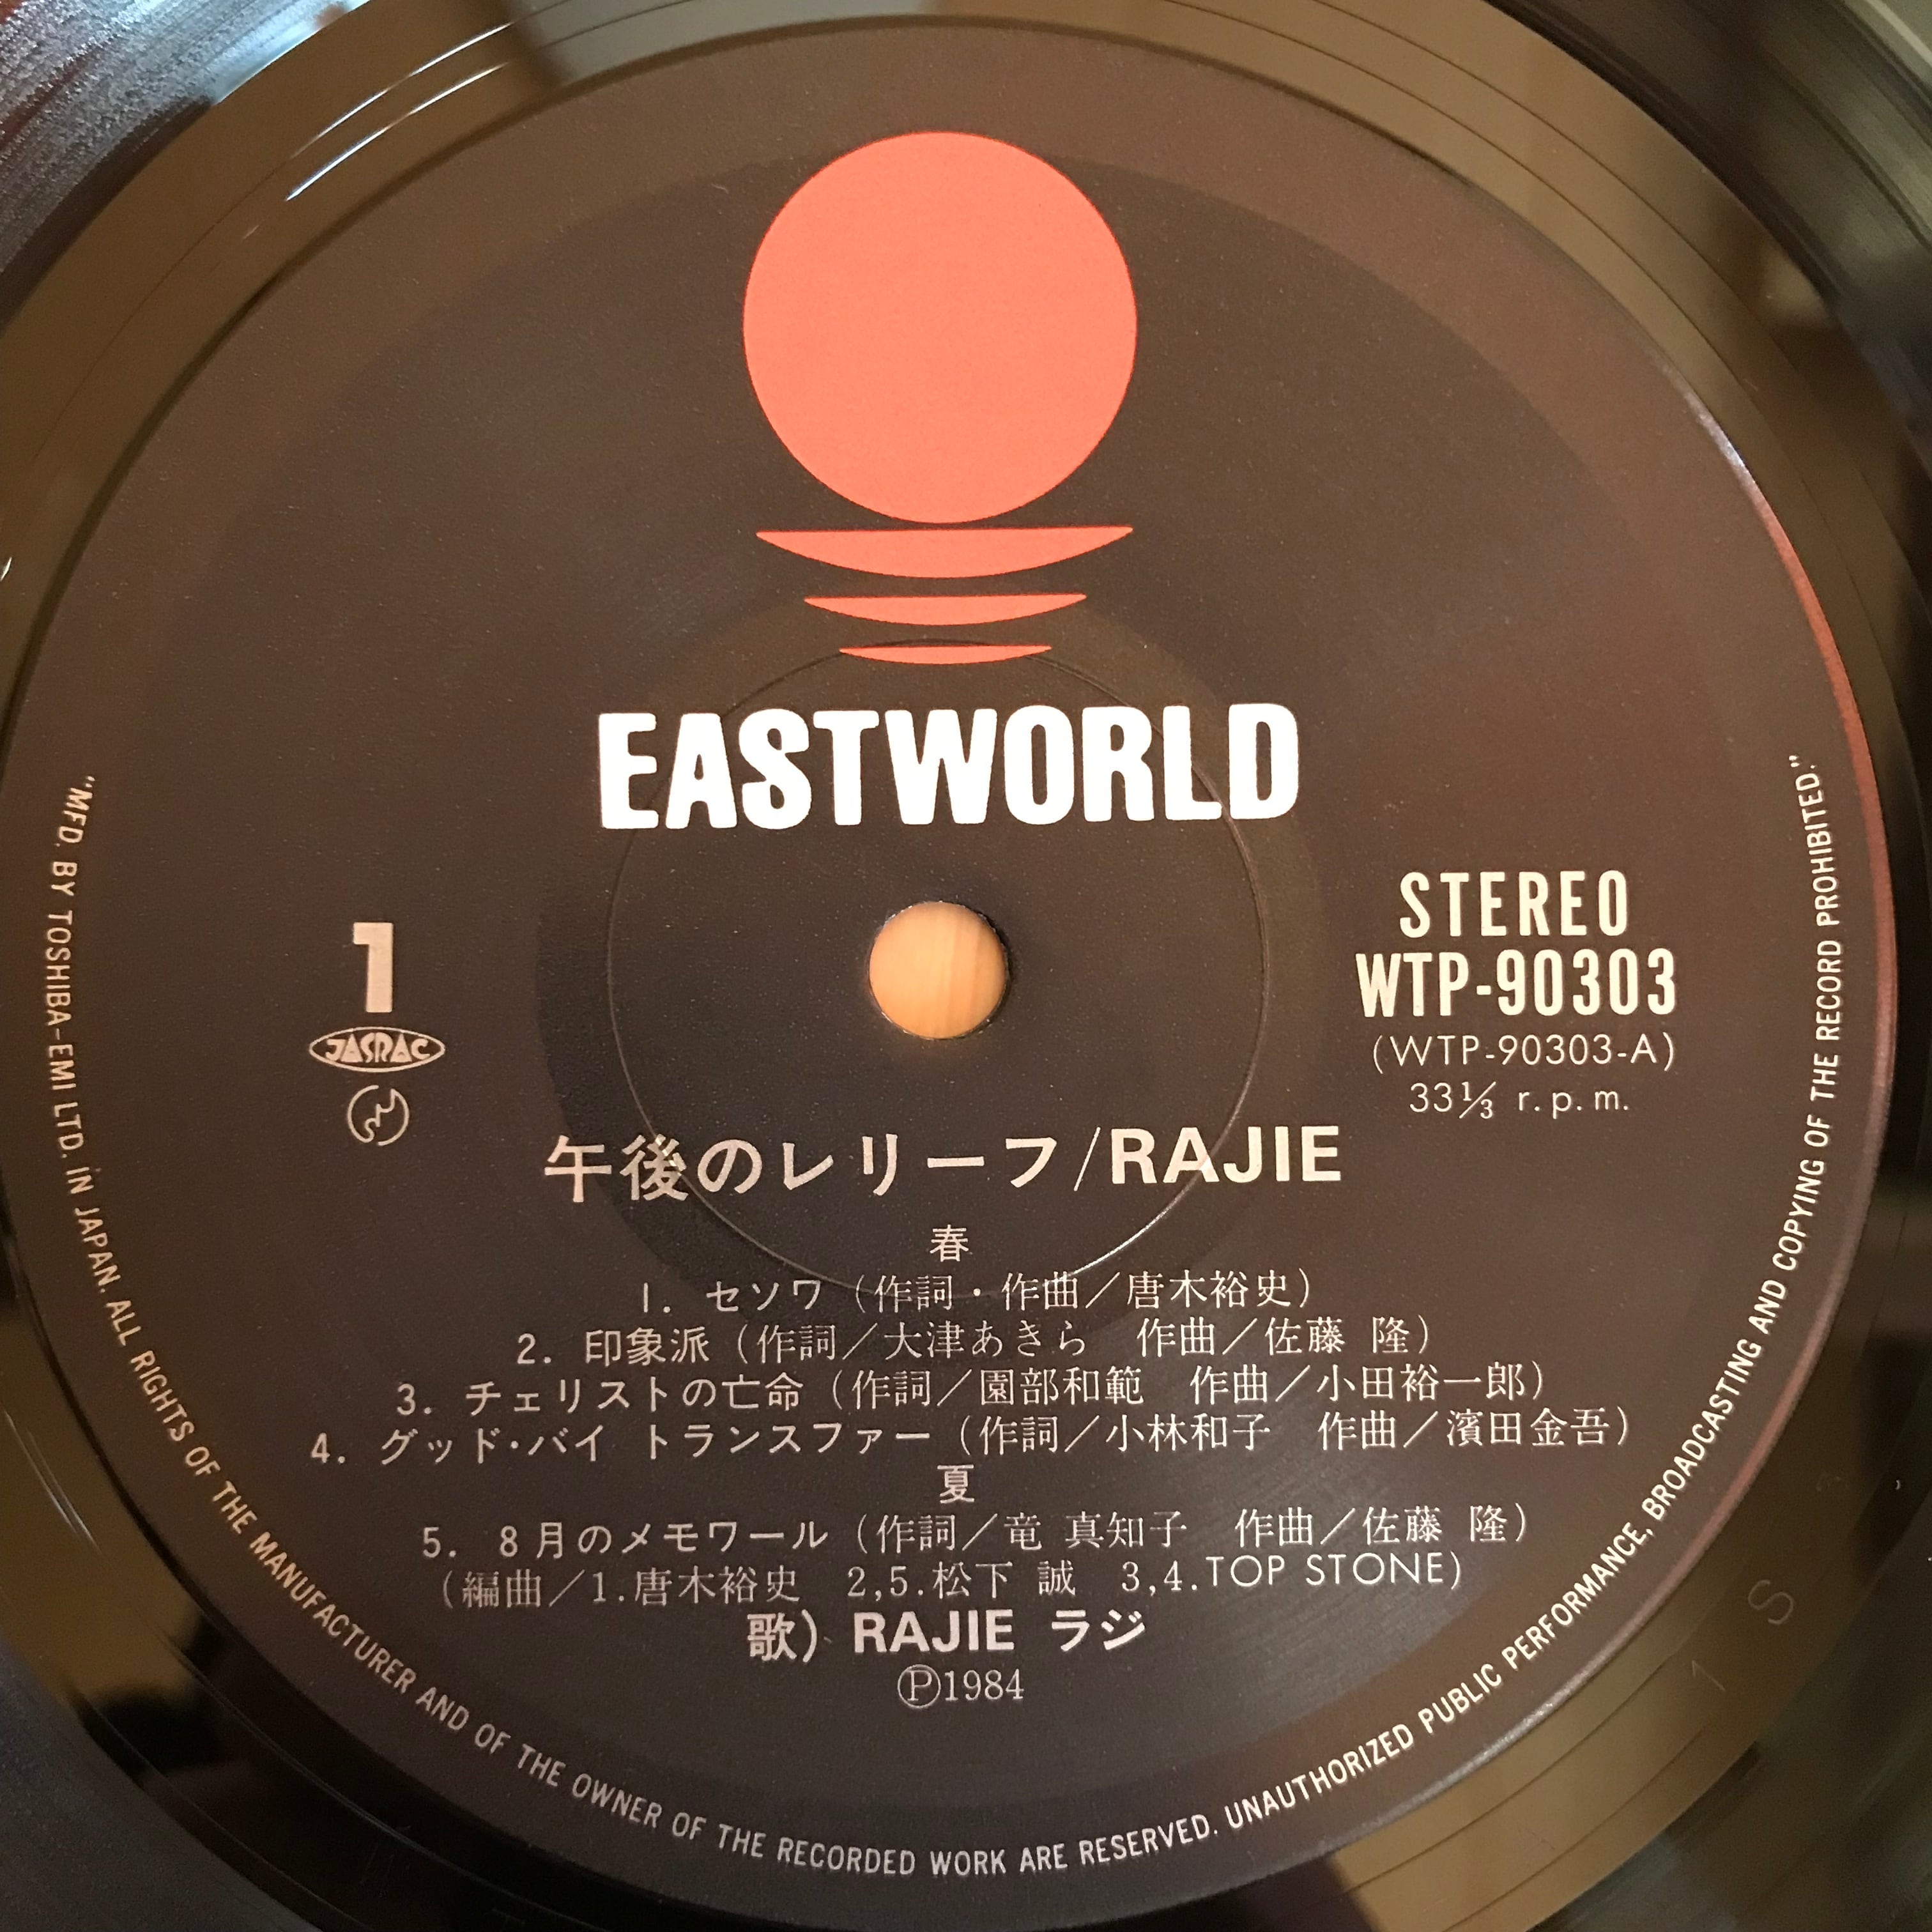 EASTWORLD
STEREO
WTP-90303
(WTP-90303-A)
33⅓ r.p.m.
1
JASRAC
午後のレリーフ/RAJIE
春
1. セソワ (作詞・作曲/唐木裕史)
2. 印象派 (作詞/大津あきら 作曲/佐藤 隆)
3. チェリストの亡命 (作詞/園部和範 作曲/小田裕一郎)
4. グッド・バイ トランスファー (作詞/小林和子 作曲/濱田金吾)
夏
5. 8月のメモワール (作詞/竜 真知子 作曲/佐藤 隆)
(編曲/1.唐木裕史 2,5.松下 誠 3,4.TOP STONE)
歌) RAJIE ラジ
Ⓟ1984
"MFD. BY TOSHIBA-EMI LTD. IN JAPAN. ALL RIGHTS OF THE MANUFACTURER AND OF THE OWNER OF THE RECORDED WORK ARE RESERVED. UNAUTHORIZED PUBLIC PERFORMANCE, BROADCASTING AND COPYING OF THE RECORD PROHIBITED."
1 S